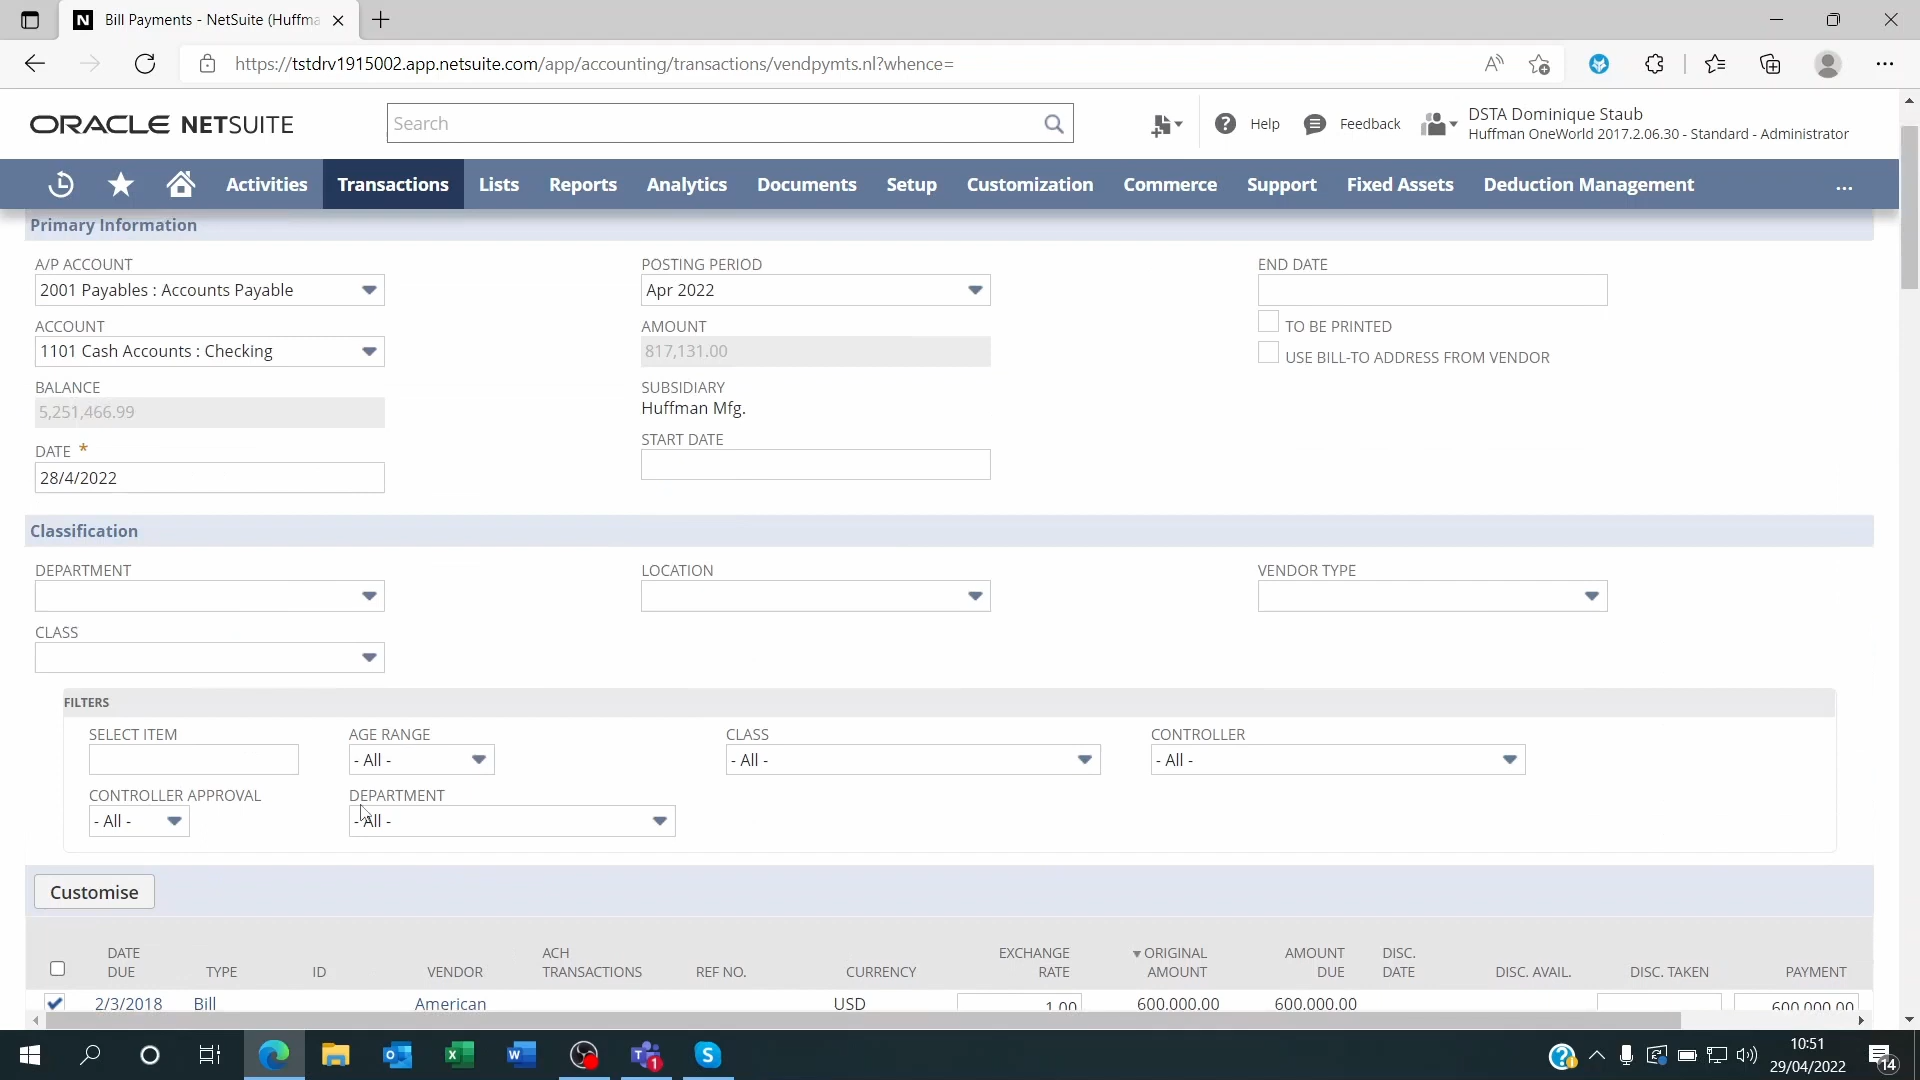 Bill Payments - NetSuite (Huffma
https://tstdrv1915002.app.netsuite.com/app/accounting/transactions/vendpymts.nl?whence=
ORACLE NETSUITE
Search
Help
Feedback
DSTA Dominique Staub
Huffman OneWorld 2017.2.06.30 - Standard - Administrator
Activities Transactions Lists Reports Analytics Documents Setup Customization Commerce Support Fixed Assets Deduction Management ...
Primary Information
A/P ACCOUNT
2001 Payables : Accounts Payable
ACCOUNT
1101 Cash Accounts : Checking
BALANCE
5,251,466.99
DATE *
28/4/2022
POSTING PERIOD
Apr 2022
AMOUNT
817,131.00
SUBSIDIARY
Huffman Mfg.
START DATE
END DATE
TO BE PRINTED
USE BILL-TO ADDRESS FROM VENDOR
Classification
DEPARTMENT
LOCATION
VENDOR TYPE
CLASS
FILTERS
SELECT ITEM
AGE RANGE
- All -
CLASS
- All -
CONTROLLER
- All -
CONTROLLER APPROVAL
- All -
DEPARTMENT
- All -
Customise
DATE DUE TYPE ID VENDOR ACH TRANSACTIONS REF NO. CURRENCY EXCHANGE RATE ORIGINAL AMOUNT AMOUNT DUE DISC. DATE DISC. AVAIL. DISC. TAKEN PAYMENT
2/3/2018 Bill American USD 1.00 600,000.00 600,000.00 600,000.00
10:51
29/04/2022
14
1